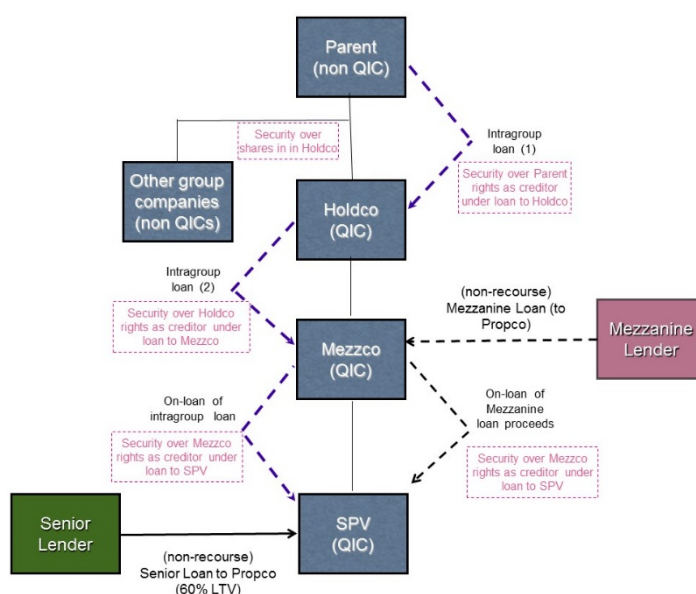 Parent
(non QIC)
Security over
shares in in Holdco
Intragroup
loan (1)
Security over Parent
rights as creditor
under loan to Holdco
Other group
companies
(non QICs)
Holdco
(QIC)
Intragroup
loan (2)
Security over Holdco
rights as creditor under
loan to Mezzco
(non-recourse)
Mezzanine Loan (to
Propco)
Mezzanine
Lender
Mezzco
(QIC)
On-loan of
intragroup loan
Security over Mezzco
rights as creditor under
loan to SPV
On-loan of
Mezzanine
loan proceeds
Security over Mezzco
rights as creditor under
loan to SPV
Senior
Lender
SPV
(QIC)
(non-recourse)
Senior Loan to Propco
(60% LTV)